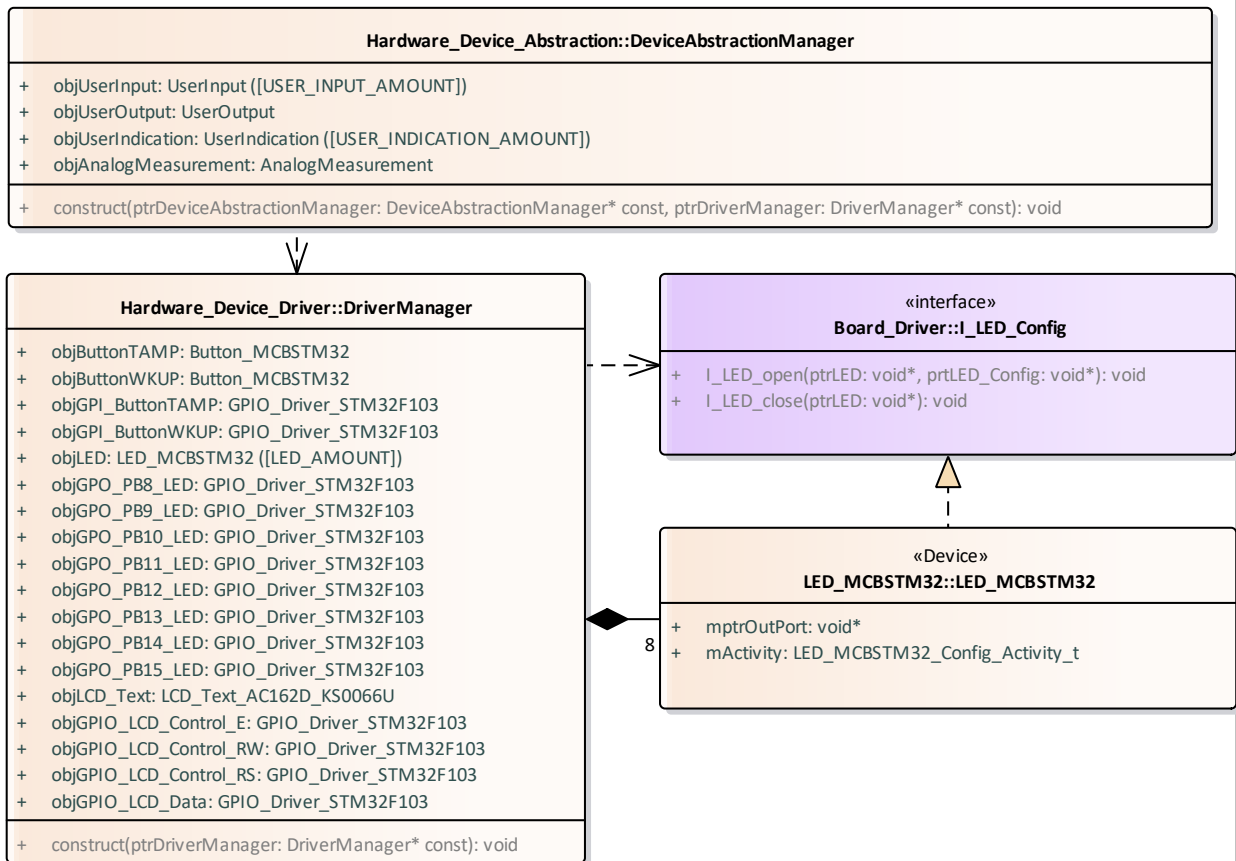 Hardware_Device_Abstraction::DeviceAbstractionManager
+ objUserInput: UserInput ([USER_INPUT_AMOUNT])
+ objUserOutput: UserOutput
+ objUserIndication: UserIndication ([USER_INDICATION_AMOUNT])
+ objAnalogMeasurement: AnalogMeasurement
+ construct(ptrDeviceAbstractionManager: DeviceAbstractionManager* const, ptrDriverManager: DriverManager* const): void
Hardware_Device_Driver::DriverManager
+ objButtonTAMP: Button_MCBSTM32
+ objButtonWKUP: Button_MCBSTM32
+ objGPI_ButtonTAMP: GPIO_Driver_STM32F103
+ objGPI_ButtonWKUP: GPIO_Driver_STM32F103
+ objLED: LED_MCBSTM32 ([LED_AMOUNT])
+ objGPO_PB8_LED: GPIO_Driver_STM32F103
+ objGPO_PB9_LED: GPIO_Driver_STM32F103
+ objGPO_PB10_LED: GPIO_Driver_STM32F103
+ objGPO_PB11_LED: GPIO_Driver_STM32F103
+ objGPO_PB12_LED: GPIO_Driver_STM32F103
+ objGPO_PB13_LED: GPIO_Driver_STM32F103
+ objGPO_PB14_LED: GPIO_Driver_STM32F103
+ objGPO_PB15_LED: GPIO_Driver_STM32F103
+ objLCD_Text: LCD_Text_AC162D_KS0066U
+ objGPIO_LCD_Control_E: GPIO_Driver_STM32F103
+ objGPIO_LCD_Control_RW: GPIO_Driver_STM32F103
+ objGPIO_LCD_Control_RS: GPIO_Driver_STM32F103
+ objGPIO_LCD_Data: GPIO_Driver_STM32F103
+ construct(ptrDriverManager: DriverManager* const): void
«interface»
Board_Driver::I_LED_Config
+ I_LED_open(ptrLED: void*, prtLED_Config: void*): void
+ I_LED_close(ptrLED: void*): void
«Device»
LED_MCBSTM32::LED_MCBSTM32
+ mptrOutPort: void*
+ mActivity: LED_MCBSTM32_Config_Activity_t
8